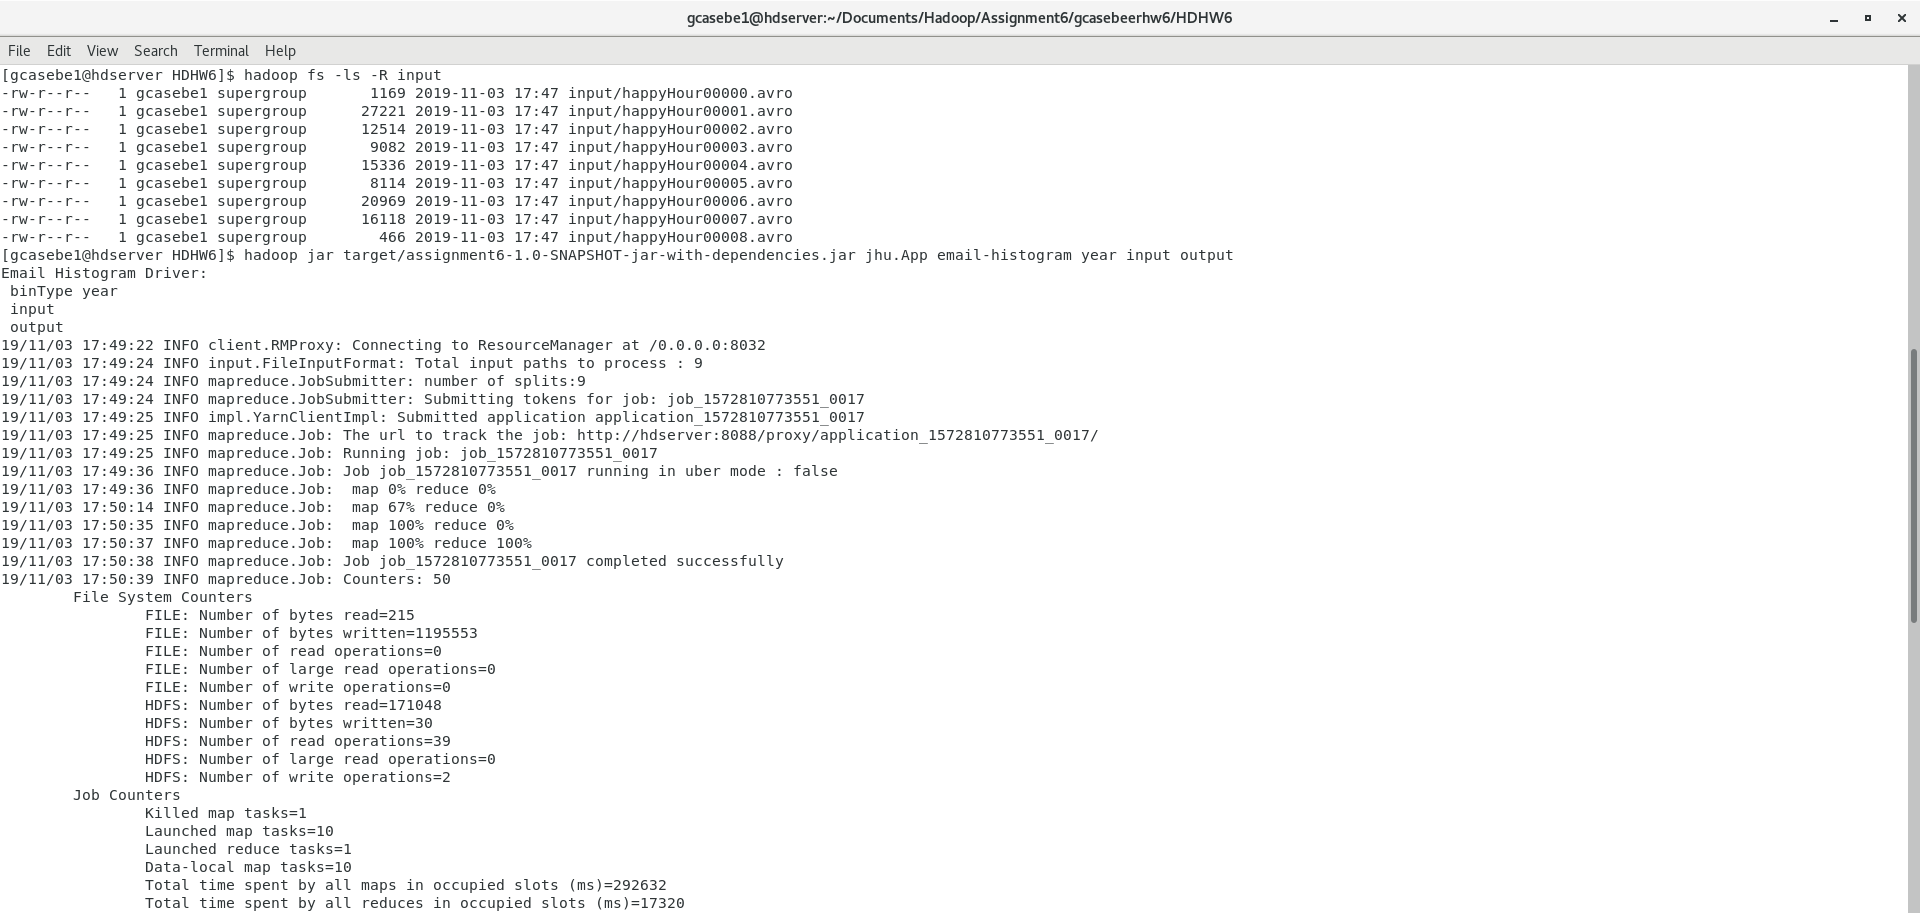 gcasebe1@hdserver:~/Documents/Hadoop/Assignment6/gcasebeerhw6/HDHW6
File Edit View Search Terminal Help
[gcasebe1@hdserver HDHW6]$ hadoop fs -ls -R input
-rw-r--r--   1 gcasebe1 supergroup       1169 2019-11-03 17:47 input/happyHour00000.avro
-rw-r--r--   1 gcasebe1 supergroup      27221 2019-11-03 17:47 input/happyHour00001.avro
-rw-r--r--   1 gcasebe1 supergroup      12514 2019-11-03 17:47 input/happyHour00002.avro
-rw-r--r--   1 gcasebe1 supergroup       9082 2019-11-03 17:47 input/happyHour00003.avro
-rw-r--r--   1 gcasebe1 supergroup      15336 2019-11-03 17:47 input/happyHour00004.avro
-rw-r--r--   1 gcasebe1 supergroup       8114 2019-11-03 17:47 input/happyHour00005.avro
-rw-r--r--   1 gcasebe1 supergroup      20969 2019-11-03 17:47 input/happyHour00006.avro
-rw-r--r--   1 gcasebe1 supergroup      16118 2019-11-03 17:47 input/happyHour00007.avro
-rw-r--r--   1 gcasebe1 supergroup        466 2019-11-03 17:47 input/happyHour00008.avro
[gcasebe1@hdserver HDHW6]$ hadoop jar target/assignment6-1.0-SNAPSHOT-jar-with-dependencies.jar jhu.App email-histogram year input output
Email Histogram Driver:
 binType year
 input
 output
19/11/03 17:49:22 INFO client.RMProxy: Connecting to ResourceManager at /0.0.0.0:8032
19/11/03 17:49:24 INFO input.FileInputFormat: Total input paths to process : 9
19/11/03 17:49:24 INFO mapreduce.JobSubmitter: number of splits:9
19/11/03 17:49:24 INFO mapreduce.JobSubmitter: Submitting tokens for job: job_1572810773551_0017
19/11/03 17:49:25 INFO impl.YarnClientImpl: Submitted application application_1572810773551_0017
19/11/03 17:49:25 INFO mapreduce.Job: The url to track the job: http://hdserver:8088/proxy/application_1572810773551_0017/
19/11/03 17:49:25 INFO mapreduce.Job: Running job: job_1572810773551_0017
19/11/03 17:49:36 INFO mapreduce.Job: Job job_1572810773551_0017 running in uber mode : false
19/11/03 17:49:36 INFO mapreduce.Job:  map 0% reduce 0%
19/11/03 17:50:14 INFO mapreduce.Job:  map 67% reduce 0%
19/11/03 17:50:35 INFO mapreduce.Job:  map 100% reduce 0%
19/11/03 17:50:37 INFO mapreduce.Job:  map 100% reduce 100%
19/11/03 17:50:38 INFO mapreduce.Job: Job job_1572810773551_0017 completed successfully
19/11/03 17:50:39 INFO mapreduce.Job: Counters: 50
        File System Counters
                FILE: Number of bytes read=215
                FILE: Number of bytes written=1195553
                FILE: Number of read operations=0
                FILE: Number of large read operations=0
                FILE: Number of write operations=0
                HDFS: Number of bytes read=171048
                HDFS: Number of bytes written=30
                HDFS: Number of read operations=39
                HDFS: Number of large read operations=0
                HDFS: Number of write operations=2
        Job Counters
                Killed map tasks=1
                Launched map tasks=10
                Launched reduce tasks=1
                Data-local map tasks=10
                Total time spent by all maps in occupied slots (ms)=292632
                Total time spent by all reduces in occupied slots (ms)=17320